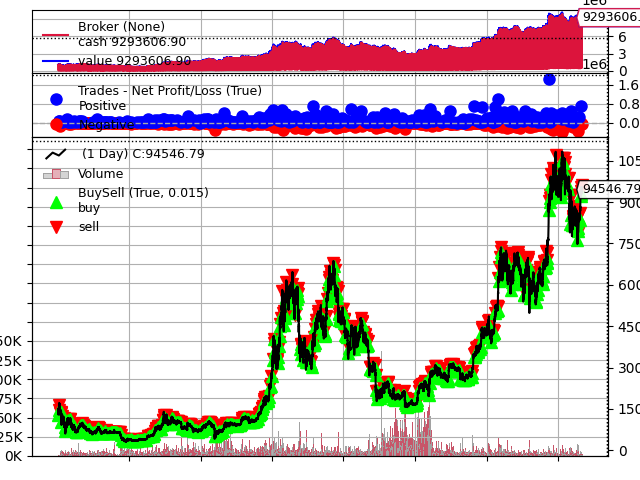 1e6
Broker (None)
cash 9293606.90
value 9293606.90
9293606.
6
3
0
1e6
Trades - Net Profit/Loss (True)
Positive
Negative
1.6
0.8
0.0
(1 Day) C:94546.79
Volume
BuySell (True, 0.015)
buy
sell
94546.79
105
900
750
600
450
300
150
0
50K
25K
00K
75K
50K
25K
0K